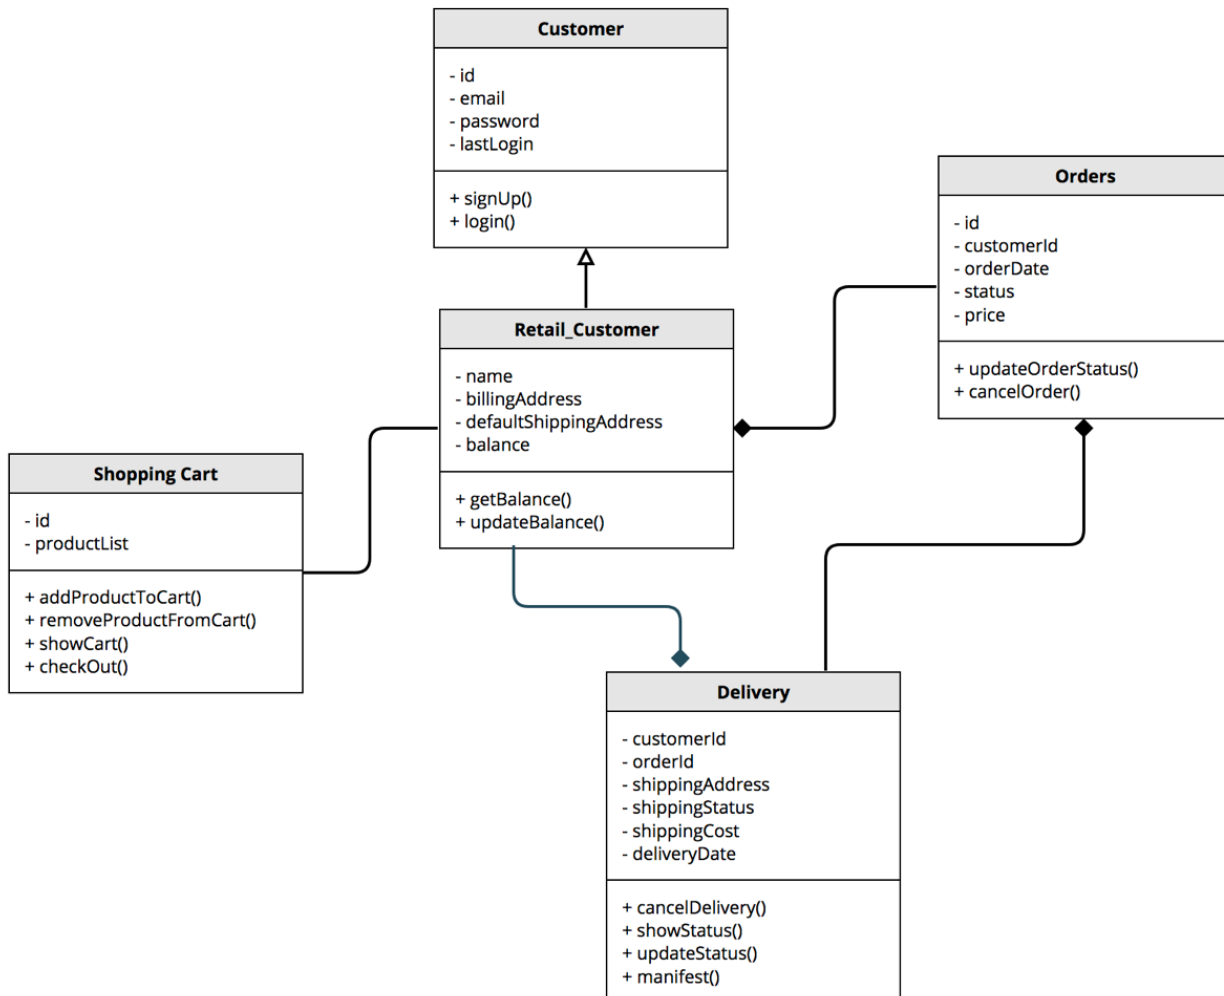 Customer
- id
- email
- password
- lastLogin
+ signUp()
+ login()
Orders
- id
- customerId
- orderDate
- status
- price
+ updateOrderStatus()
+ cancelOrder()
Retail_Customer
- name
- billingAddress
- defaultShippingAddress
- balance
+ getBalance()
+ updateBalance()
Shopping Cart
- id
- productList
+ addProductToCart()
+ removeProductFromCart()
+ showCart()
+ checkOut()
Delivery
- customerId
- orderId
- shippingAddress
- shippingStatus
- shippingCost
- deliveryDate
+ cancelDelivery()
+ showStatus()
+ updateStatus()
+ manifest()